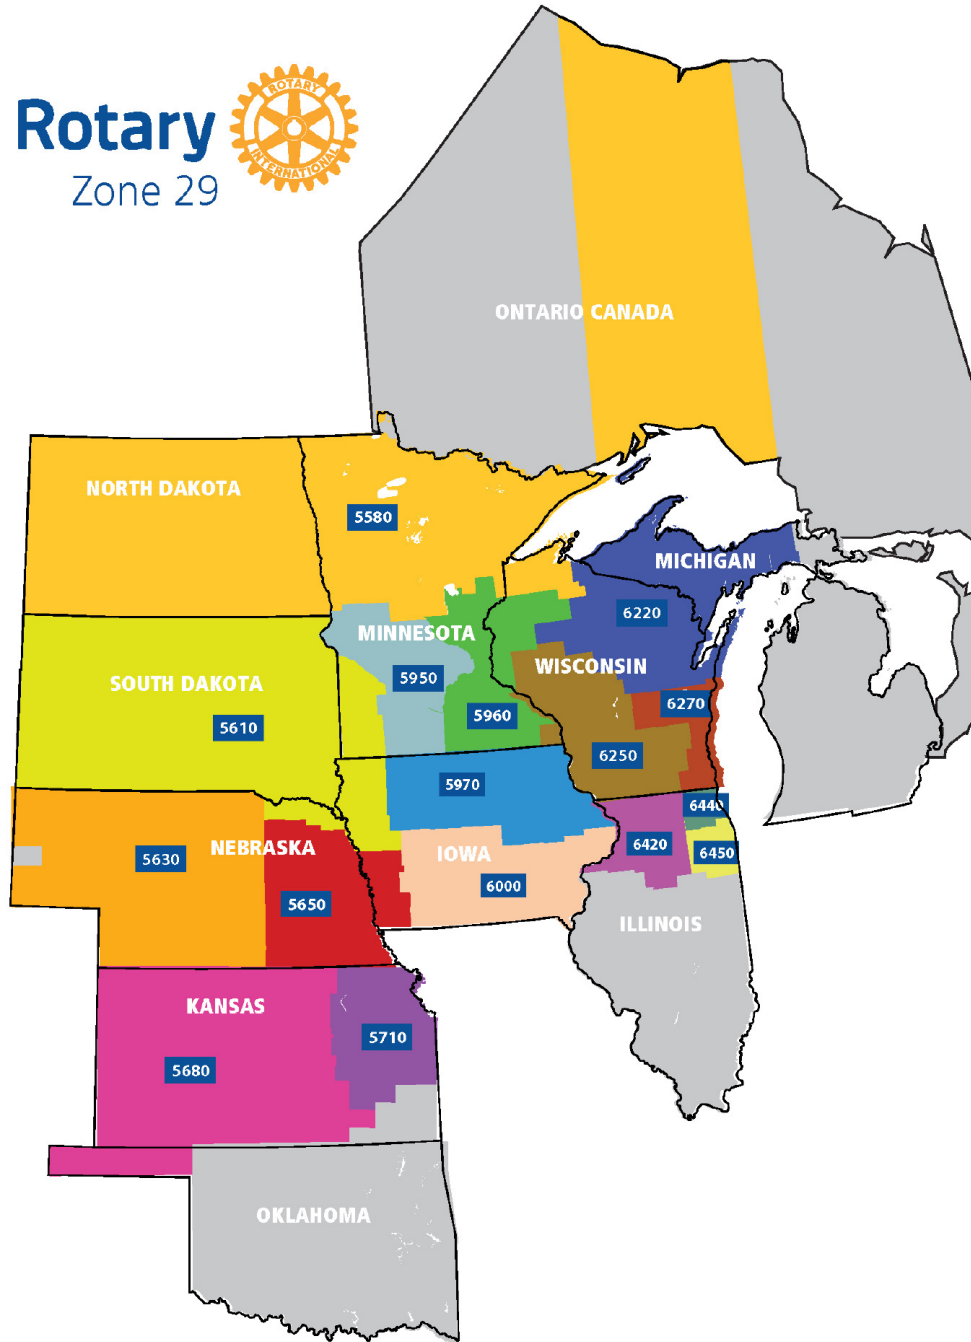 Rotary
Zone 29
ROTARY
INTERNATIONAL
ONTARIO CANADA
NORTH DAKOTA
5580
MICHIGAN
6220
MINNESOTA
WISCONSIN
SOUTH DAKOTA
5950
5610
5960
6270
6250
5970
6440
NEBRASKA
5630
IOWA
6420
6450
6000
5650
ILLINOIS
KANSAS
5710
5680
OKLAHOMA